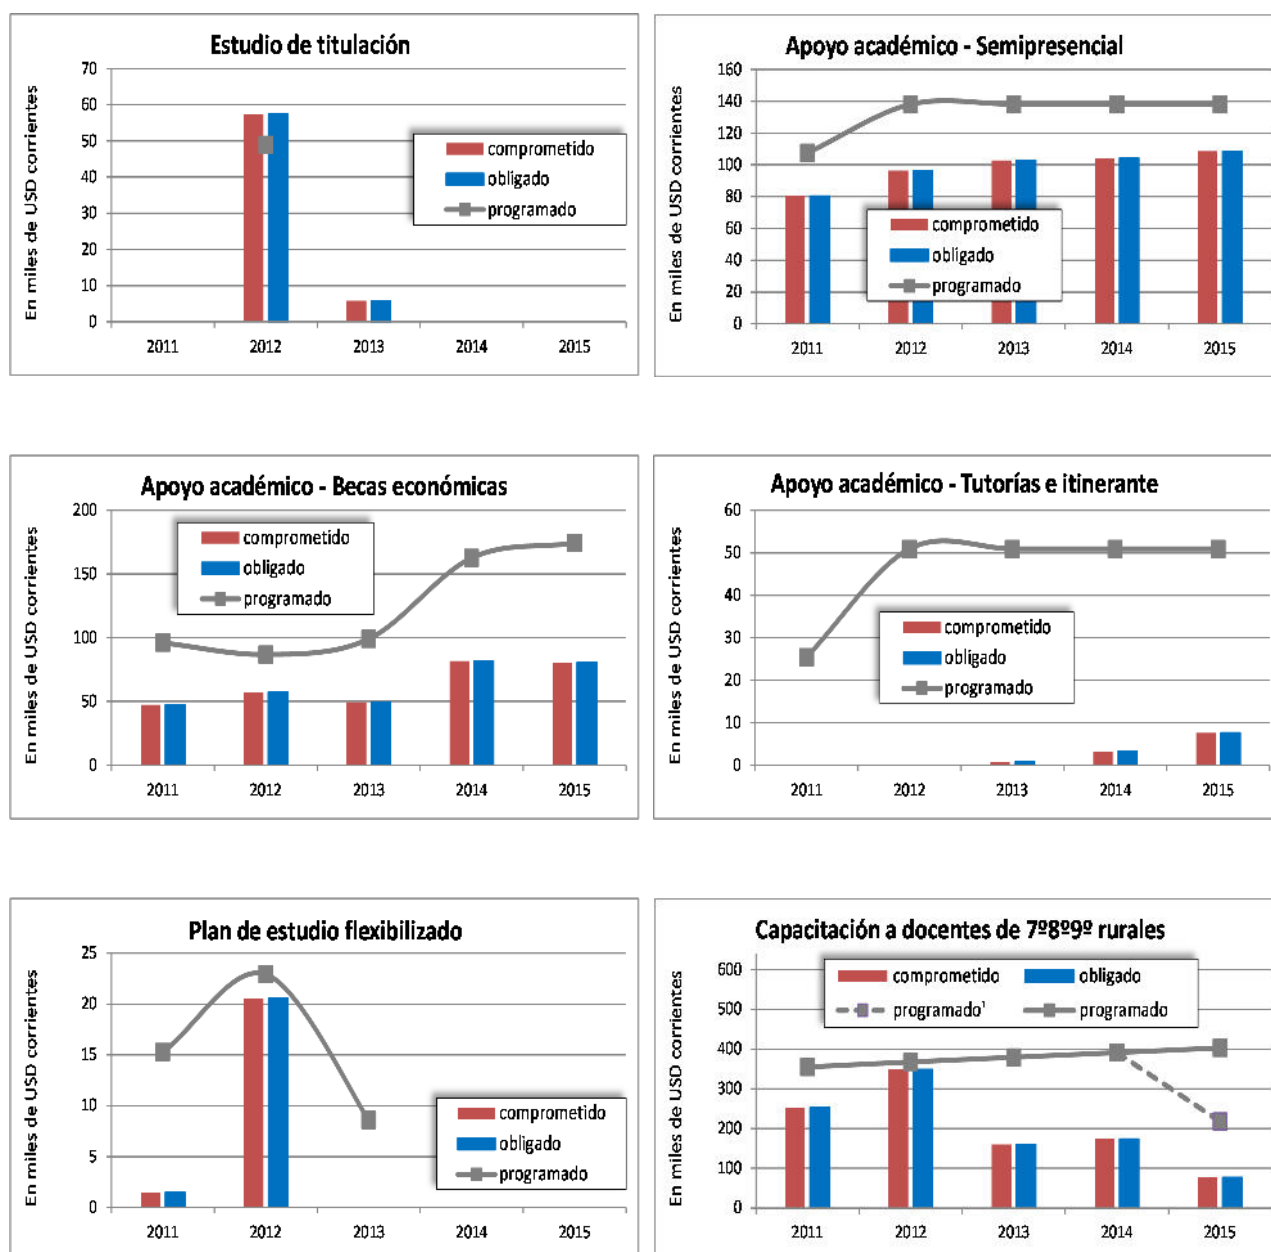 Estudio de titulación
En miles de USD corrientes
70
60
50
40
30
20
10
0
comprometido
obligado
programado
2011 2012 2013 2014 2015
Apoyo académico - Semipresencial
En miles de USD corrientes
160
140
120
100
80
60
40
20
0
comprometido
obligado
programado
2011 2012 2013 2014 2015
Apoyo académico - Becas económicas
En miles de USD corrientes
200
150
100
50
0
comprometido
obligado
programado
2011 2012 2013 2014 2015
Apoyo académico - Tutorías e itinerante
En miles de USD corrientes
60
50
40
30
20
10
0
comprometido
obligado
programado
2011 2012 2013 2014 2015
Plan de estudio flexibilizado
En miles de USD corrientes
25
20
15
10
5
0
comprometido
obligado
programado
2011 2012 2013 2014 2015
Capacitación a docentes de 7º8º9º rurales
En miles de USD corrientes
600
500
400
300
200
100
0
comprometido obligado
programado¹ programado
2011 2012 2013 2014 2015